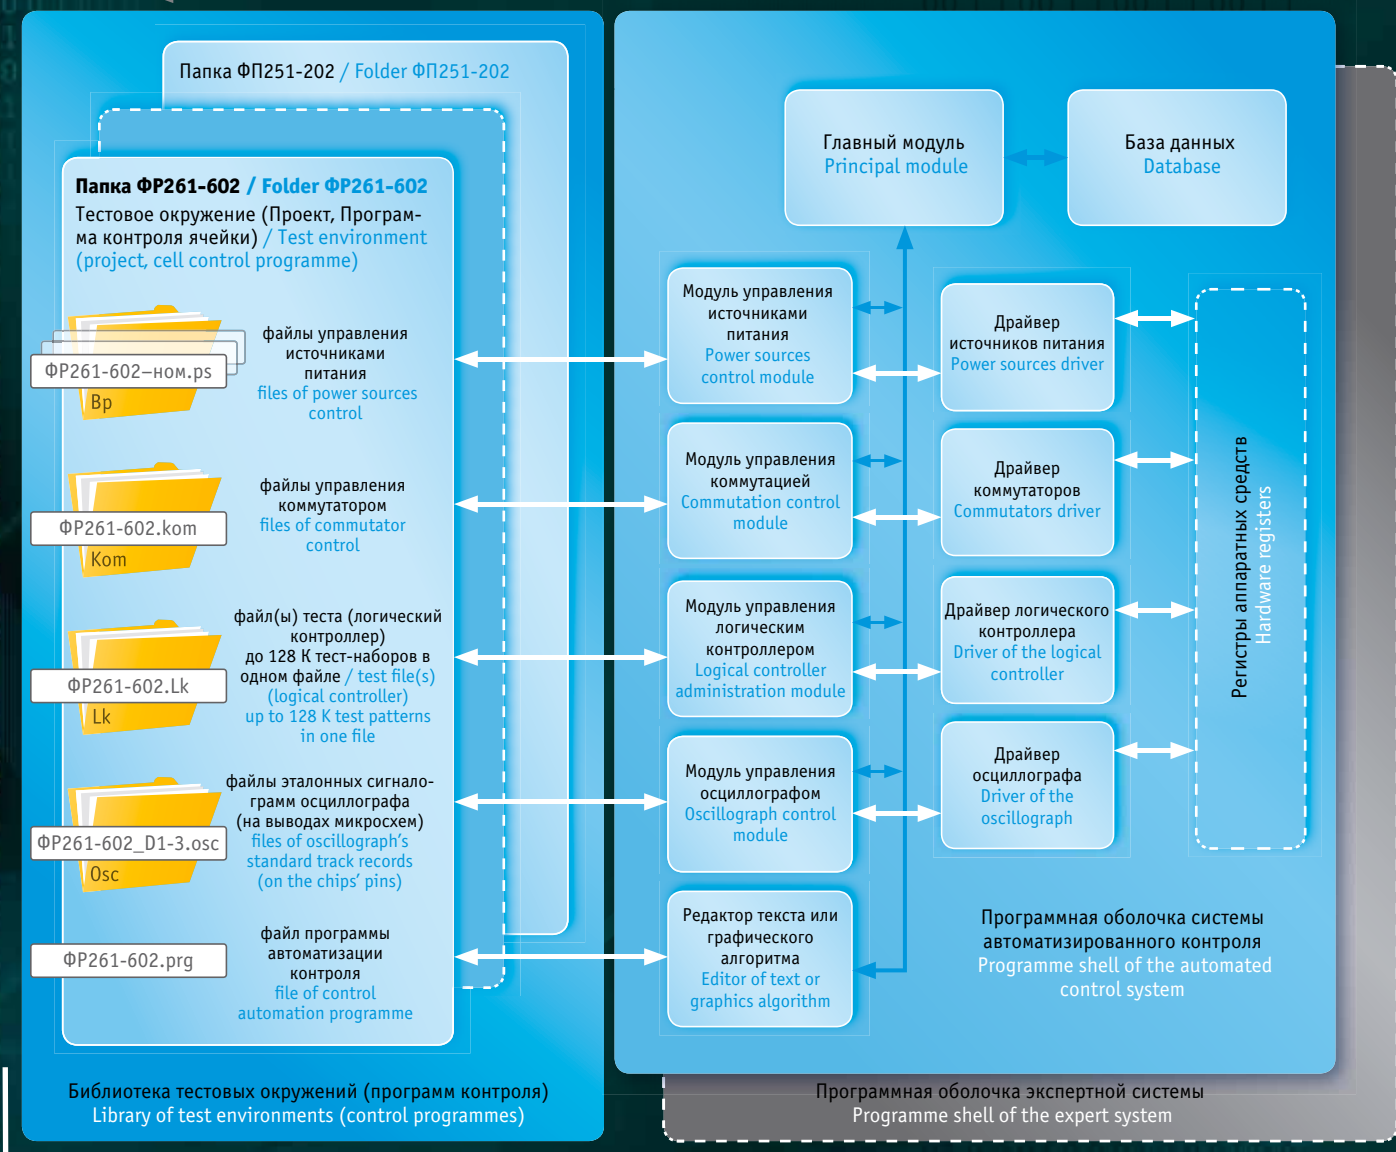 Папка ФП251-202 / Folder ФП251-202
Папка ФР261-602 / Folder ФР261-602
Тестовое окружение (Проект, Програм-
ма контроля ячейки) / Test environment
(project, cell control programme)
ФР261-602–ном.ps
Вр
файлы управления
источниками
питания
files of power sources
control
ФР261-602.kom
Kom
файлы управления
коммутатором
files of commutator
control
ФР261-602.Lk
Lk
файл(ы) теста (логический
контроллер)
до 128 К тест-наборов в
одном файле / test file(s)
(logical controller)
up to 128 K test patterns
in one file
ФР261-602_D1-3.osc
Osc
файлы эталонных сигнало-
грамм осциллографа
(на выводах микросхем)
files of oscillograph's
standard track records
(on the chips' pins)
ФР261-602.prg
файл программы
автоматизации
контроля
file of control
automation programme
Библиотека тестовых окружений (программ контроля)
Library of test environments (control programmes)
Главный модуль
Principal module
База данных
Database
Модуль управления
источниками
питания
Power sources
control module
Драйвер
источников питания
Power sources driver
Модуль управления
коммутацией
Commutation control
module
Драйвер
коммутаторов
Commutators driver
Модуль управления
логическим
контроллером
Logical controller
administration module
Драйвер логического
контроллера
Driver of the logical
controller
Модуль управления
осциллографом
Oscillograph control
module
Драйвер
осциллографа
Driver of the
oscillograph
Редактор текста или
графического
алгоритма
Editor of text or
graphics algorithm
Регистры аппаратных средств
Hardware registers
Программная оболочка системы
автоматизированного контроля
Programme shell of the automated
control system
Программная оболочка экспертной системы
Programme shell of the expert system